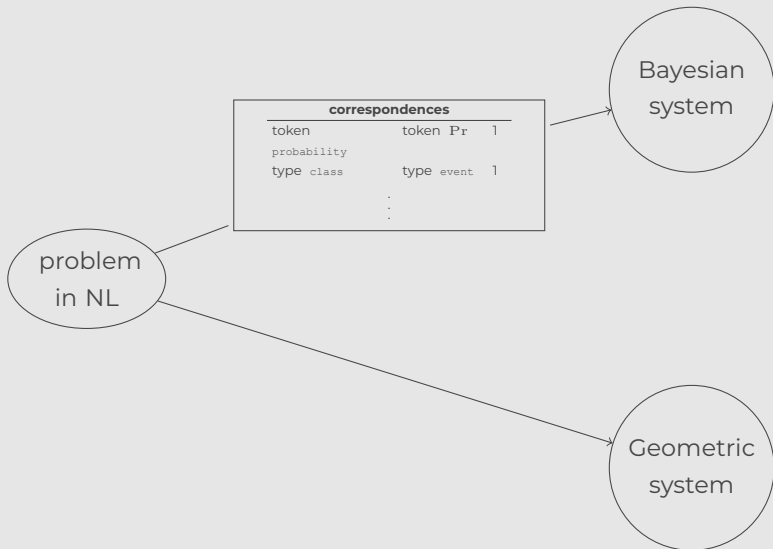 Bayesian
system
correspondences
token token Pr 1
probability
type class type event 1
problem
in NL
Geometric
system